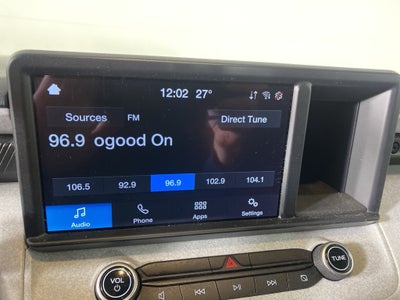 12:02 27°
Sources FM Direct Tune
96.9 ogood On
106.5 92.9 96.9 102.9 104.1
Audio Phone Apps Settings
VOL
TUNE